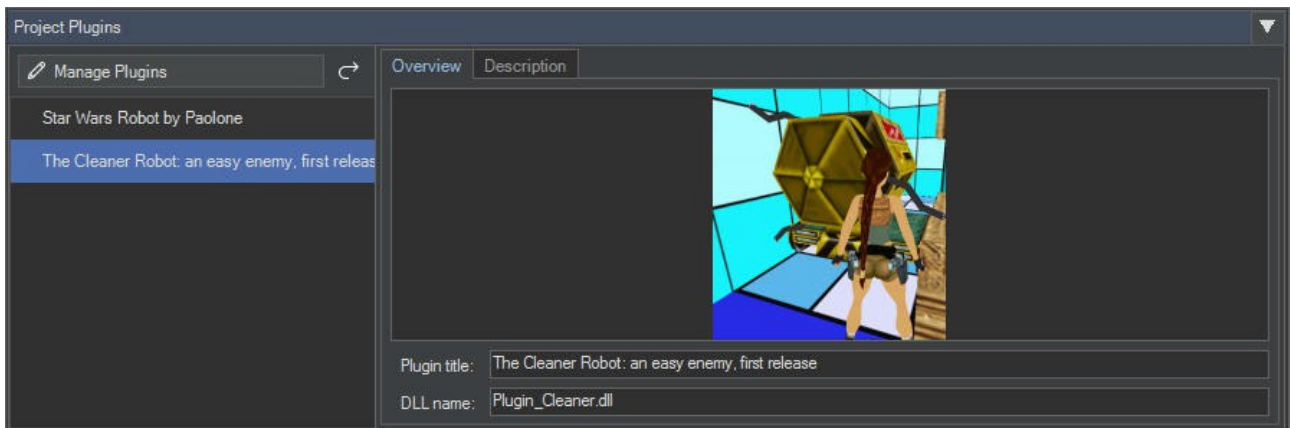 Project Plugins
Manage Plugins
Overview Description
Star Wars Robot by Paolone
The Cleaner Robot: an easy enemy, first releas
Plugin title: The Cleaner Robot: an easy enemy, first release
DLL name: Plugin_Cleaner.dll